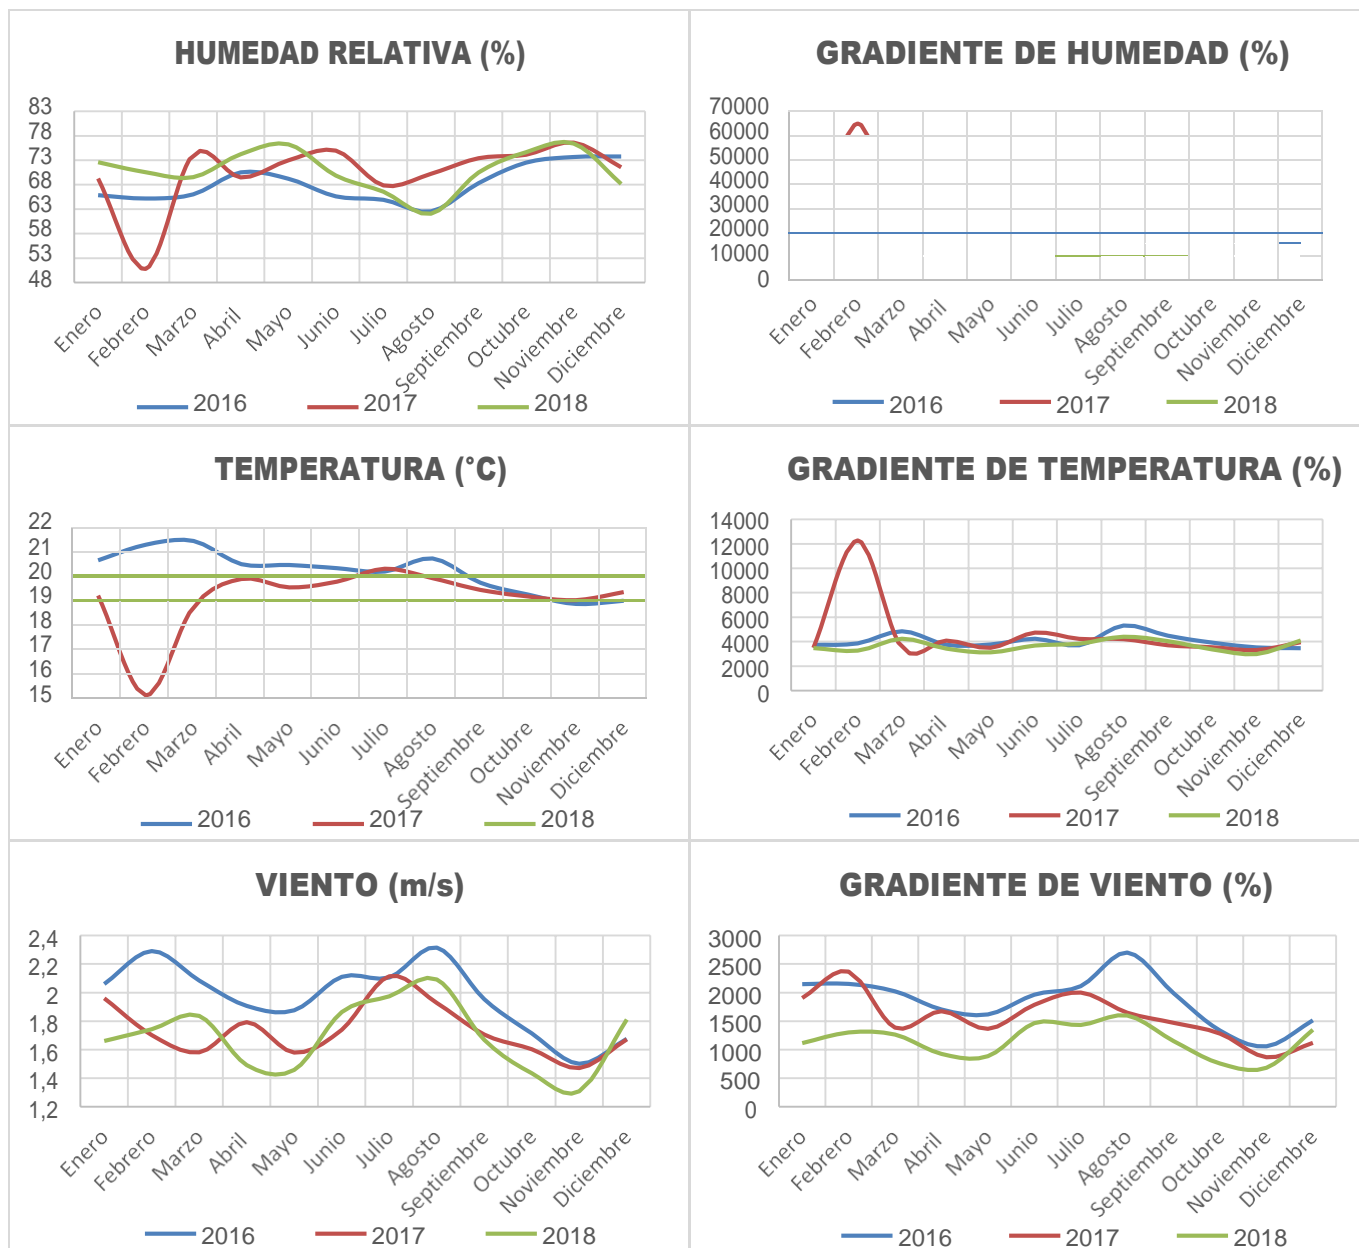 HUMEDAD RELATIVA (%)
83
78
73
68
63
58
53
48
Enero
Febrero
Marzo
Abril
Mayo
Junio
Julio
Agosto
Septiembre
Octubre
Noviembre
Diciembre
2016 2017 2018
GRADIENTE DE HUMEDAD (%)
70000
60000
50000
40000
30000
20000
10000
0
Enero
Febrero
Marzo
Abril
Mayo
Junio
Julio
Agosto
Septiembre
Octubre
Noviembre
Diciembre
2016 2017 2018
TEMPERATURA (°C)
22
21
20
19
17
16
15
Enero
Febrero
Marzo
Abril
Mayo
Junio
Julio
Agosto
Septiembre
Octubre
Noviembre
Diciembre
2016 2017 2018
GRADIENTE DE TEMPERATURA (%)
14000
12000
10000
8000
6000
4000
2000
0
Enero
Febrero
Marzo
Abril
Mayo
Junio
Julio
Agosto
Septiembre
Octubre
Noviembre
Diciembre
2016 2017 2018
VIENTO (m/s)
2,4
2,2
2
1,8
1,6
1,4
1,2
Enero
Febrero
Marzo
Abril
Mayo
Junio
Julio
Agosto
Septiembre
Octubre
Noviembre
Diciembre
2016 2017 2018
GRADIENTE DE VIENTO (%)
3000
2500
2000
1500
1000
500
0
Enero
Febrero
Marzo
Abril
Mayo
Junio
Julio
Agosto
Septiembre
Octubre
Noviembre
Diciembre
2016 2017 2018